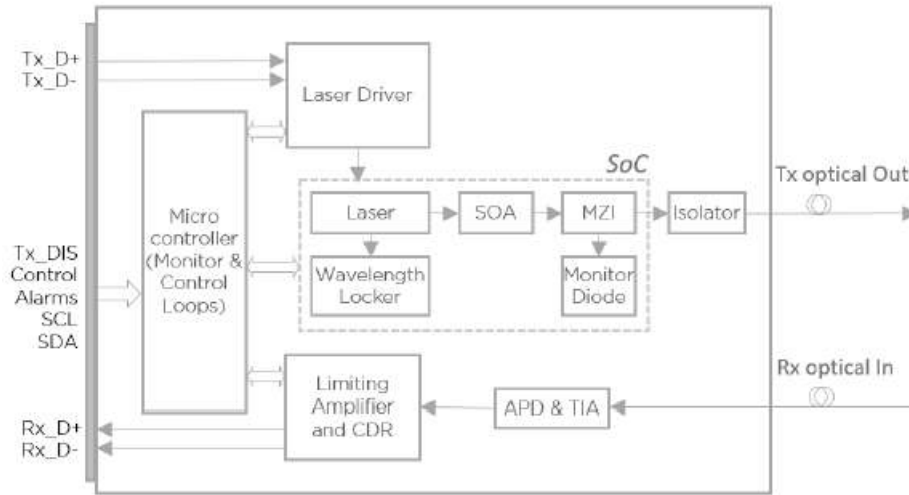 Tx_D+
Tx_D-
Laser Driver
SoC
Tx optical Out
Laser
SOA
MZI
Isolator
Micro
controller
(Monitor &
Control
Loops)
Wavelength
Locker
Monitor
Diode
Tx_DIS
Control
Alarms
SCL
SDA
Rx optical In
Limiting
Amplifier
and CDR
APD & TIA
Rx_D+
Rx_D-